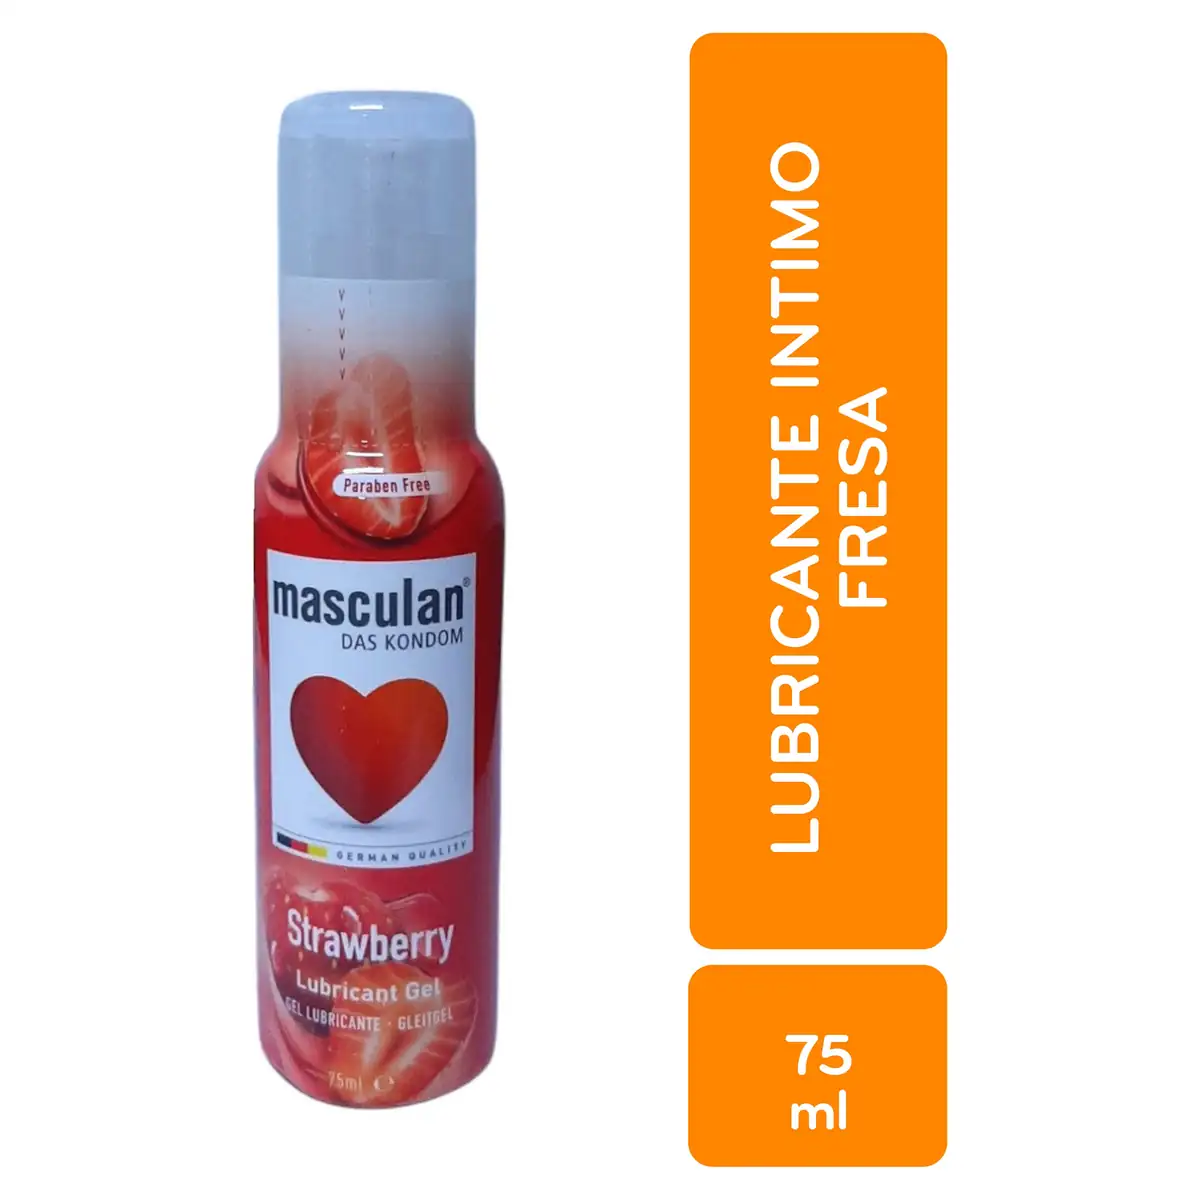 Paraben Free
masculan®
DAS KONDOM
GERMAN QUALITY
Strawberry
Lubricant Gel
GEL LUBRICANTE · GLEITGEL
75ml ℮
LUBRICANTE INTIMO
FRESA
75
ml